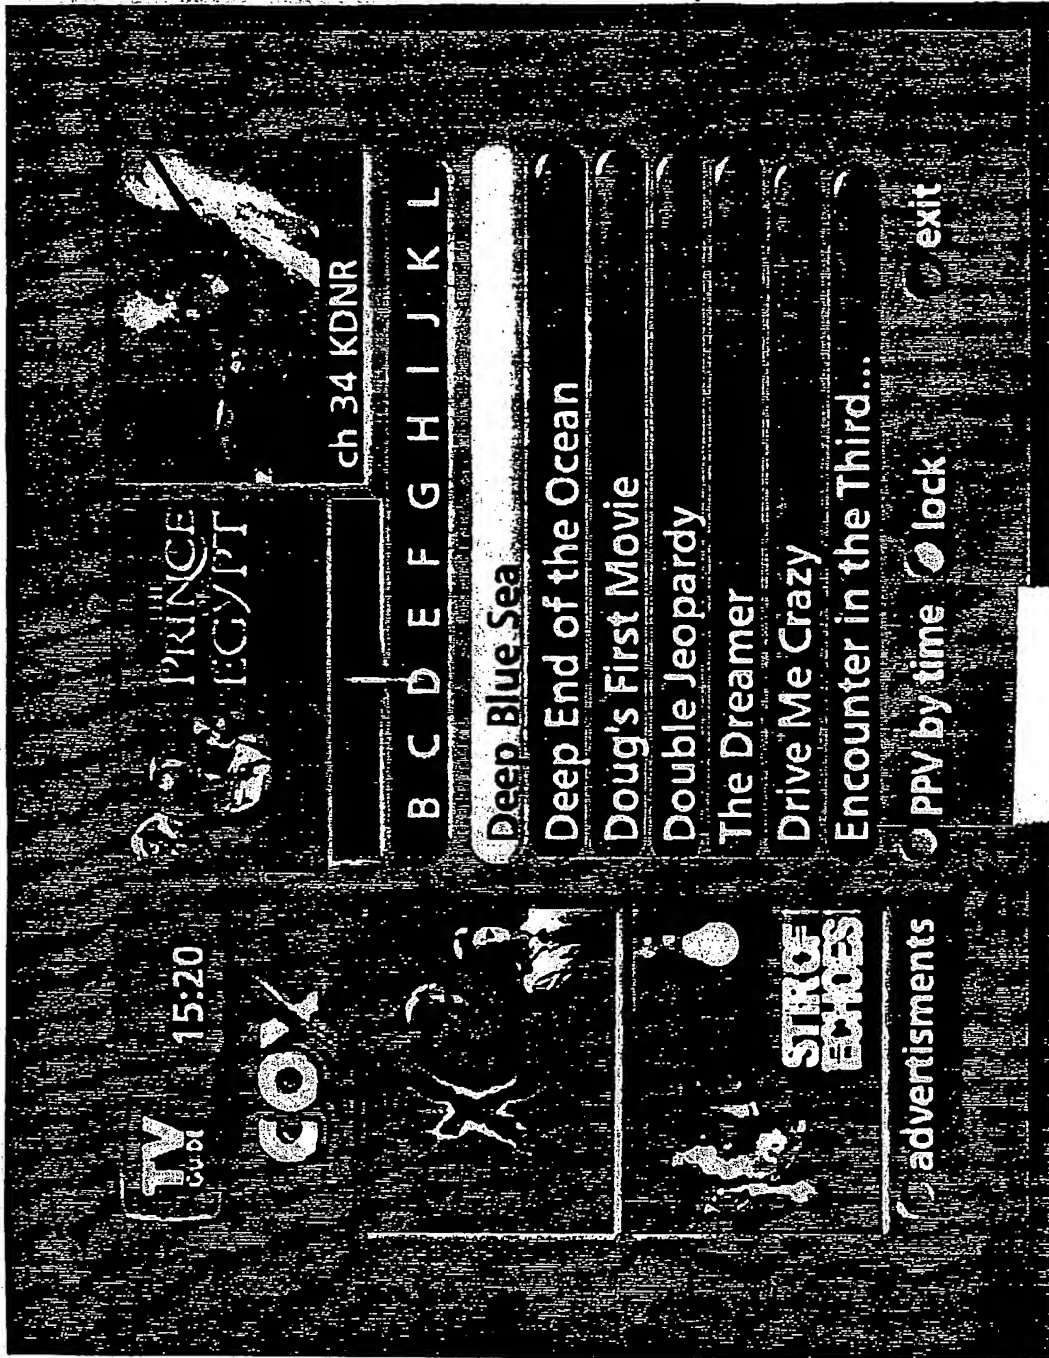 TV
GUIDE
15:20
COX
X
STIR OF
ECHOES
advertisments
THE
PRINCE
OF
EGYPT
ch 34 KDNR
B C D E F G H I J K L
Deep Blue Sea
Deep End of the Ocean
Doug's First Movie
Double Jeopardy
The Dreamer
Drive Me Crazy
Encounter in the Third...
PPV by time
lock
exit